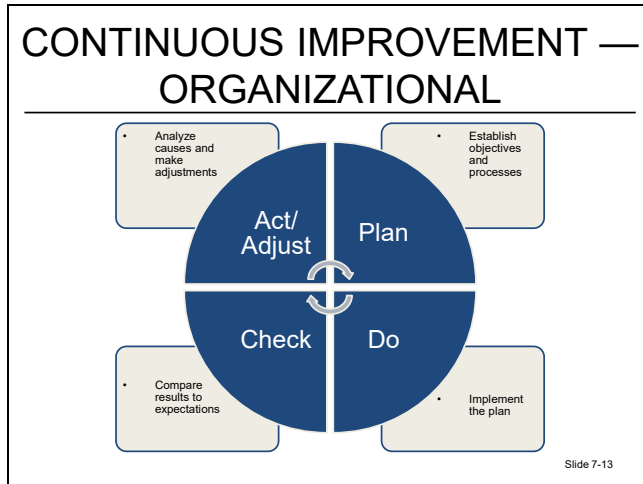 CONTINUOUS IMPROVEMENT —
ORGANIZATIONAL
• Analyze
causes and
make
adjustments
• Establish
objectives
and
processes
Act/
Adjust
Plan
Check
Do
• Compare
results to
expectations
• Implement
the plan
Slide 7-13